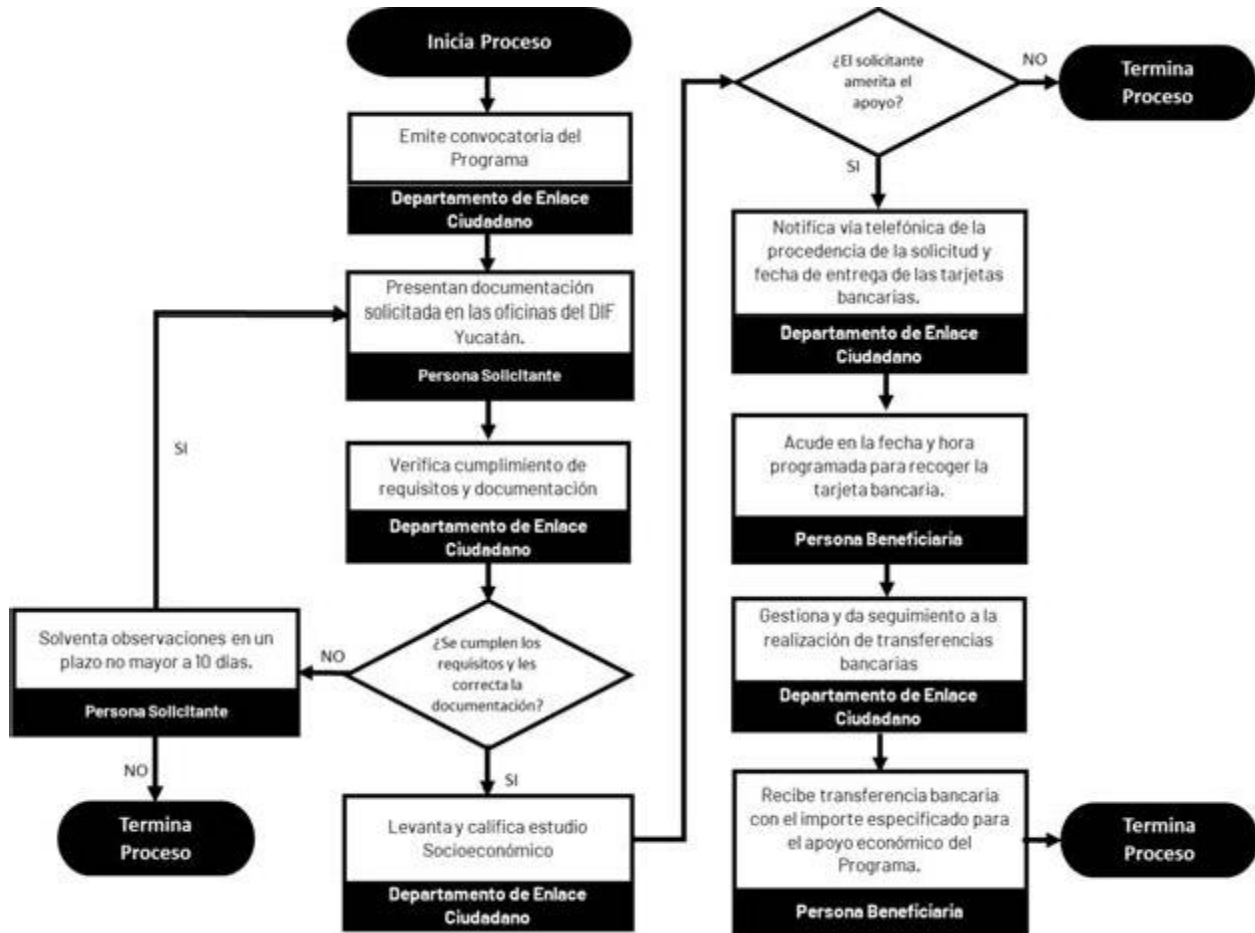 Inicia Proceso
Emite convocatoria del
Programa
Departamento de Enlace
Ciudadano
Presentan documentación
solicitada en las oficinas del DIF
Yucatán.
Persona Solicitante
SI
Verifica cumplimiento de
requisitos y documentación
Departamento de Enlace
Ciudadano
¿Se cumplen los
requisitos y les
correcta la
documentación?
NO
Solventa observaciones en un
plazo no mayor a 10 días.
Persona Solicitante
NO
Termina
Proceso
SI
Levanta y califica estudio
Socioeconómico
Departamento de Enlace
Ciudadano
¿El solicitante
amerita el
apoyo?
NO
Termina
Proceso
SI
Notifica vía telefónica de la
procedencia de la solicitud y
fecha de entrega de las tarjetas
bancarias.
Departamento de Enlace
Ciudadano
Acude en la fecha y hora
programada para recoger la
tarjeta bancaria.
Persona Beneficiaria
Gestiona y da seguimiento a la
realización de transferencias
bancarias
Departamento de Enlace
Ciudadano
Recibe transferencia bancaria
con el importe especificado para
el apoyo económico del
Programa.
Persona Beneficiaria
Termina
Proceso